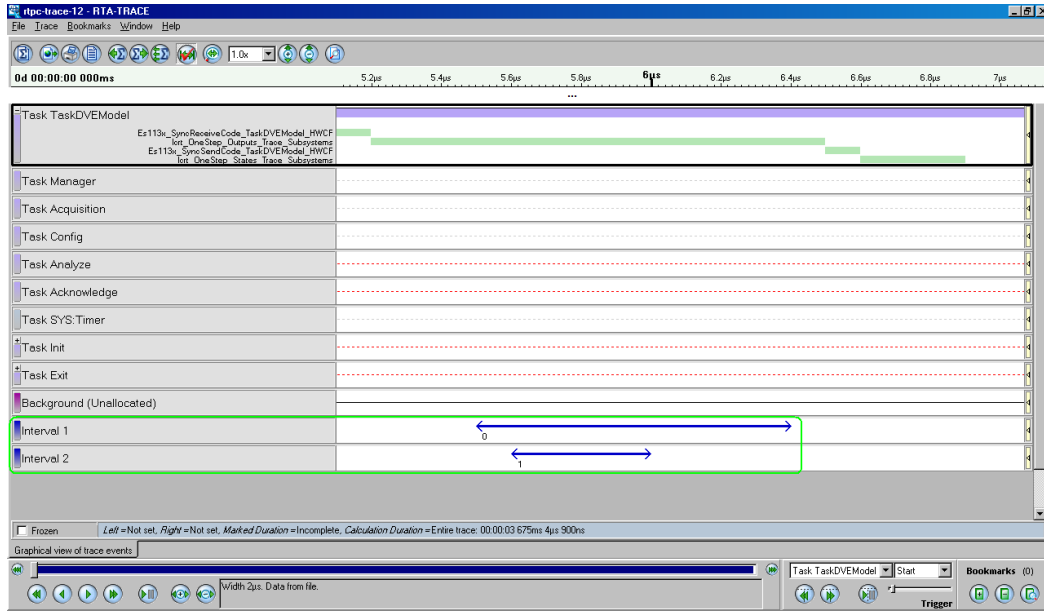 rtpc-trace-12 - RTA-TRACE
File Trace Bookmarks Window Help
1.0x
0d 00:00:00 000ms 5.2µs 5.4µs 5.6µs 5.8µs 6µs 6.2µs 6.4µs 6.6µs 6.8µs 7µs
...
Task TaskDVEModel
Es113x_SyncReceiveCode_TaskDVEModel_HWCF
lcrt_OneStep_Outputs_Trace_Subsystems
Es113x_SyncSendCode_TaskDVEModel_HWCF
lcrt_OneStep_States_Trace_Subsystems
Task Manager
Task Acquisition
Task Config
Task Analyze
Task Acknowledge
Task SYS:Timer
Task Init
Task Exit
Background (Unallocated)
Interval 1
0
Interval 2
1
Frozen Left =Not set, Right =Not set, Marked Duration =Incomplete, Calculation Duration =Entire trace: 00:00:03 675ms 4µs 900ns
Graphical view of trace events
Width 2µs. Data from file.
Task TaskDVEModel Start
Trigger
Bookmarks (0)